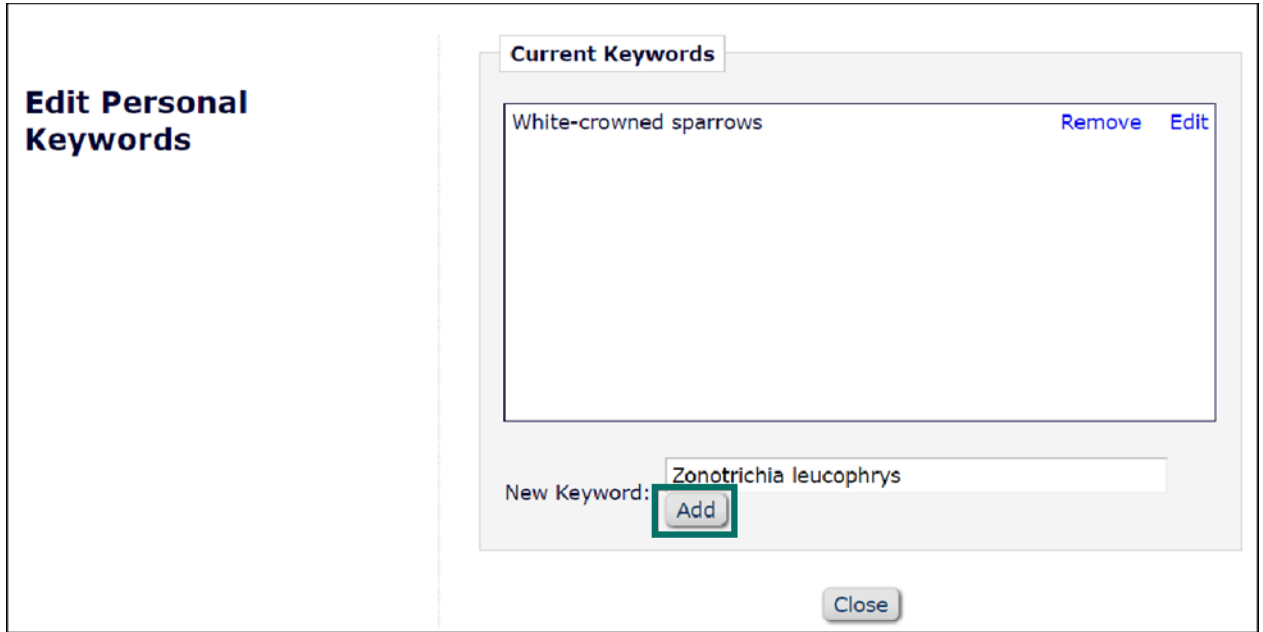 Edit Personal
Keywords
Current Keywords
White-crowned sparrows Remove Edit
New Keyword: Zonotrichia leucophrys
Add
Close